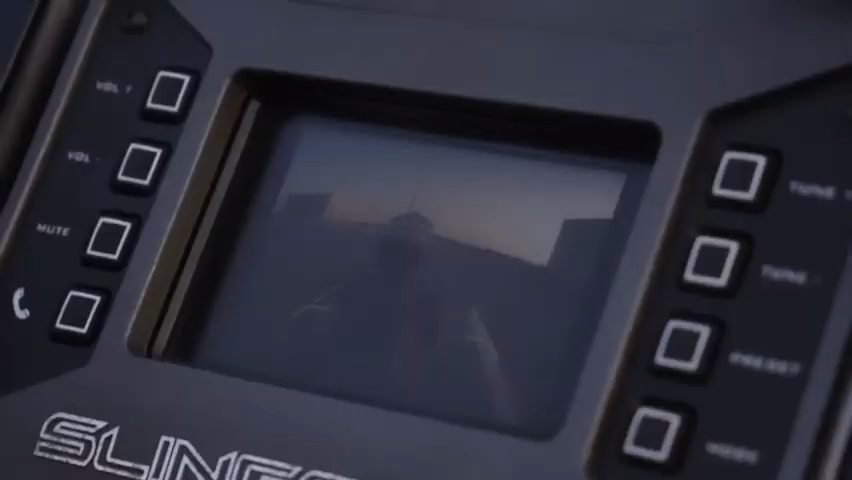 VOL +
VOL -
MUTE
TUNE +
TUNE -
PRESET
MODE
SLING